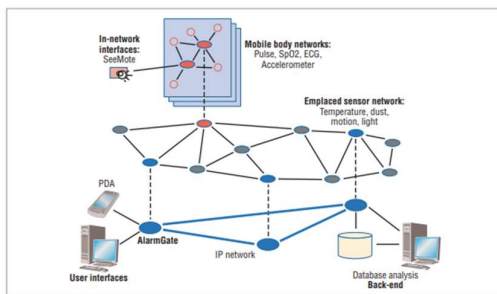 In-network
interfaces:
SeeMote
Mobile body networks:
Pulse, SpO2, ECG,
Accelerometer
Emplaced sensor network:
Temperature, dust,
motion, light
PDA
AlarmGate
IP network
User interfaces
Database analysis
Back-end